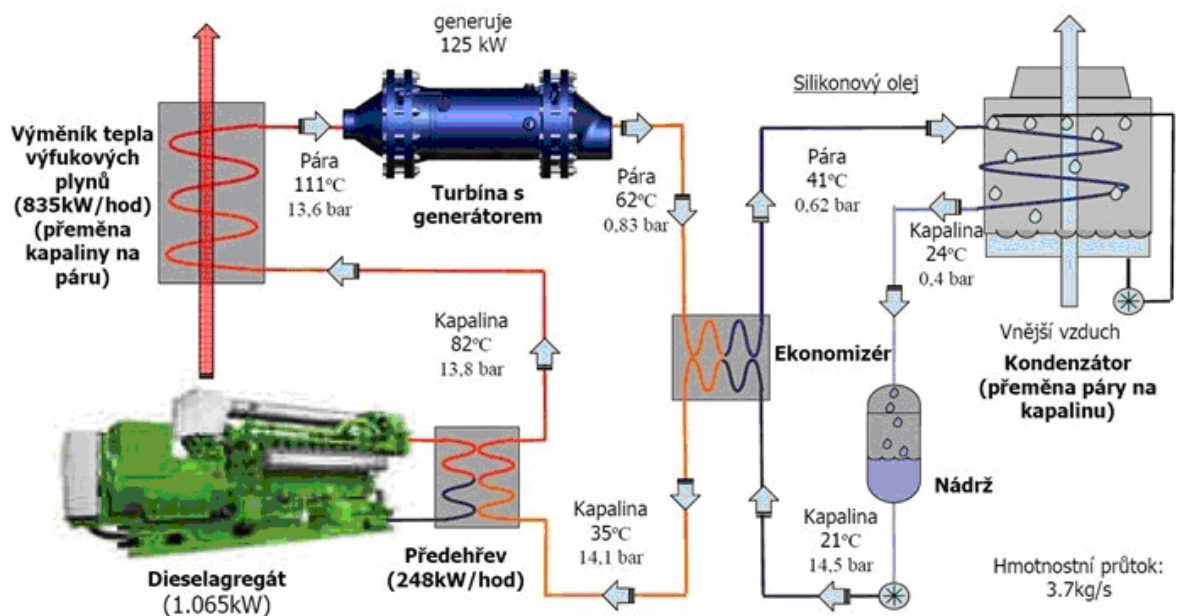 generuje
125 kW
Silikonový olej
Výměník tepla
výfukových
plynů
(835kW/hod)
(přeměna
kapaliny na
páru)
Pára
111°C
13,6 bar
Turbína s
generátorem
Pára
62°C
0,83 bar
Pára
41°C
0,62 bar
Kapalina
24°C
0,4 bar
Kapalina
82°C
13,8 bar
Ekonomizér
Vnější vzduch
Kondenzátor
(přeměna páry na
kapalinu)
Nádrž
Kapalina
35°C
14,1 bar
Kapalina
21°C
14,5 bar
Předehřev
(248kW/hod)
Dieselagregát
(1.065kW)
Hmotnostní průtok:
3.7kg/s